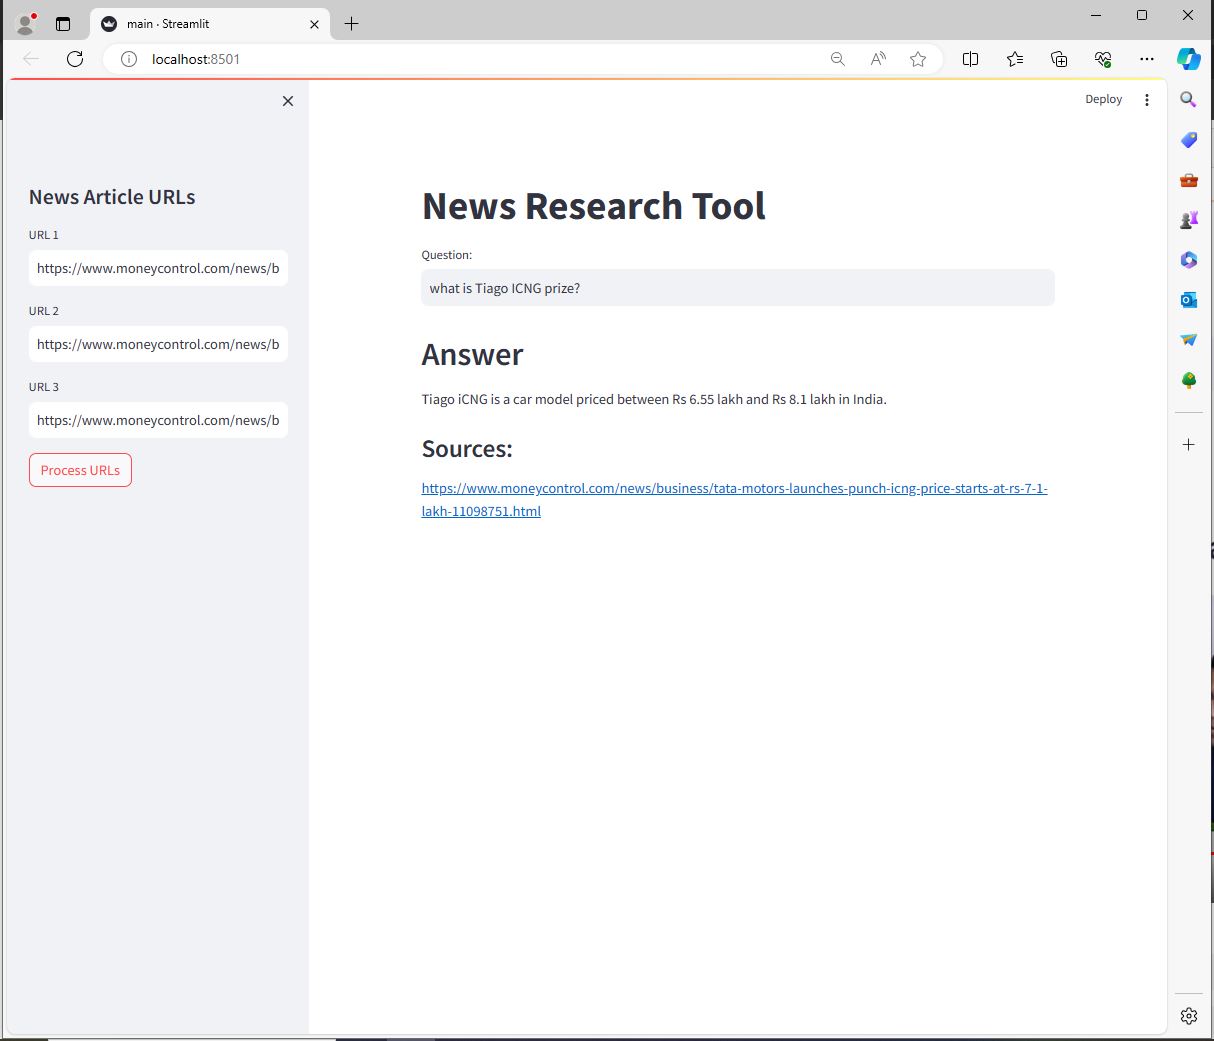 main · Streamlit
localhost:8501
Deploy
News Article URLs
URL 1
https://www.moneycontrol.com/news/b
URL 2
https://www.moneycontrol.com/news/b
URL 3
https://www.moneycontrol.com/news/b
Process URLs
News Research Tool
Question:
what is Tiago ICNG prize?
Answer
Tiago iCNG is a car model priced between Rs 6.55 lakh and Rs 8.1 lakh in India.
Sources:
https://www.moneycontrol.com/news/business/tata-motors-launches-punch-icng-price-starts-at-rs-7-1-
lakh-11098751.html